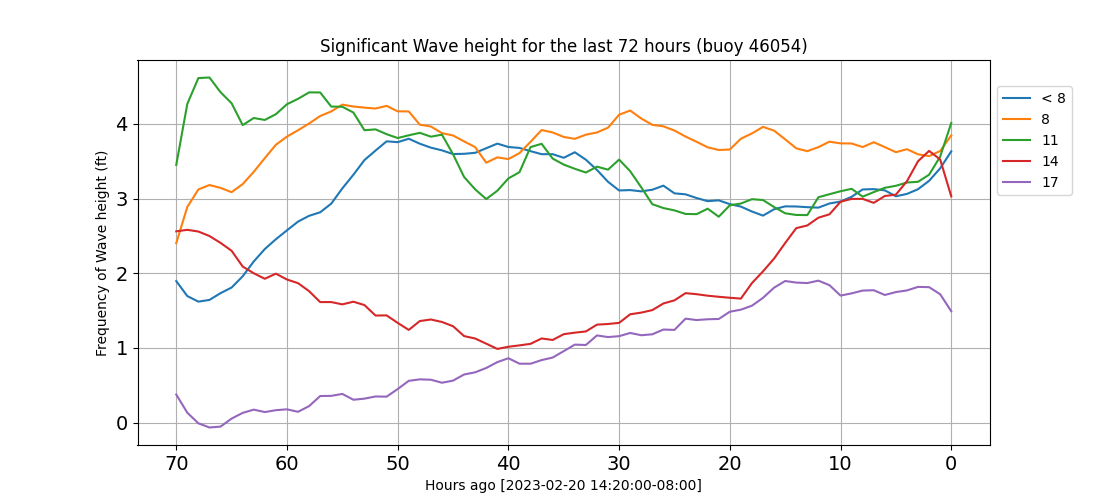 Significant Wave height for the last 72 hours (buoy 46054)
Frequency of Wave height (ft)
4
3
2
1
0
70 60 50 40 30 20 10 0
Hours ago [2023-02-20 14:20:00-08:00]
< 8
8
11
14
17